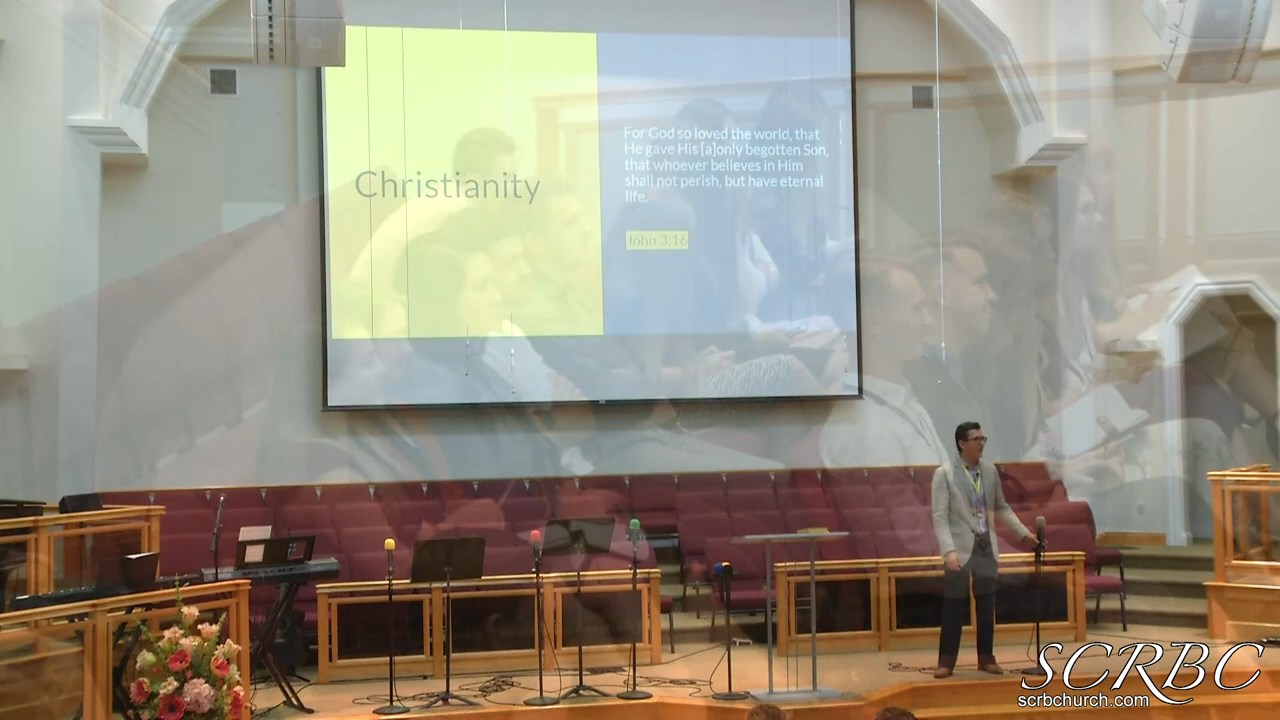 Christianity
For God so loved the world, that
He gave His [a]only begotten Son,
that whoever believes in Him
shall not perish, but have eternal
life.
John 3:16
SCRBC
scrbchurch.com